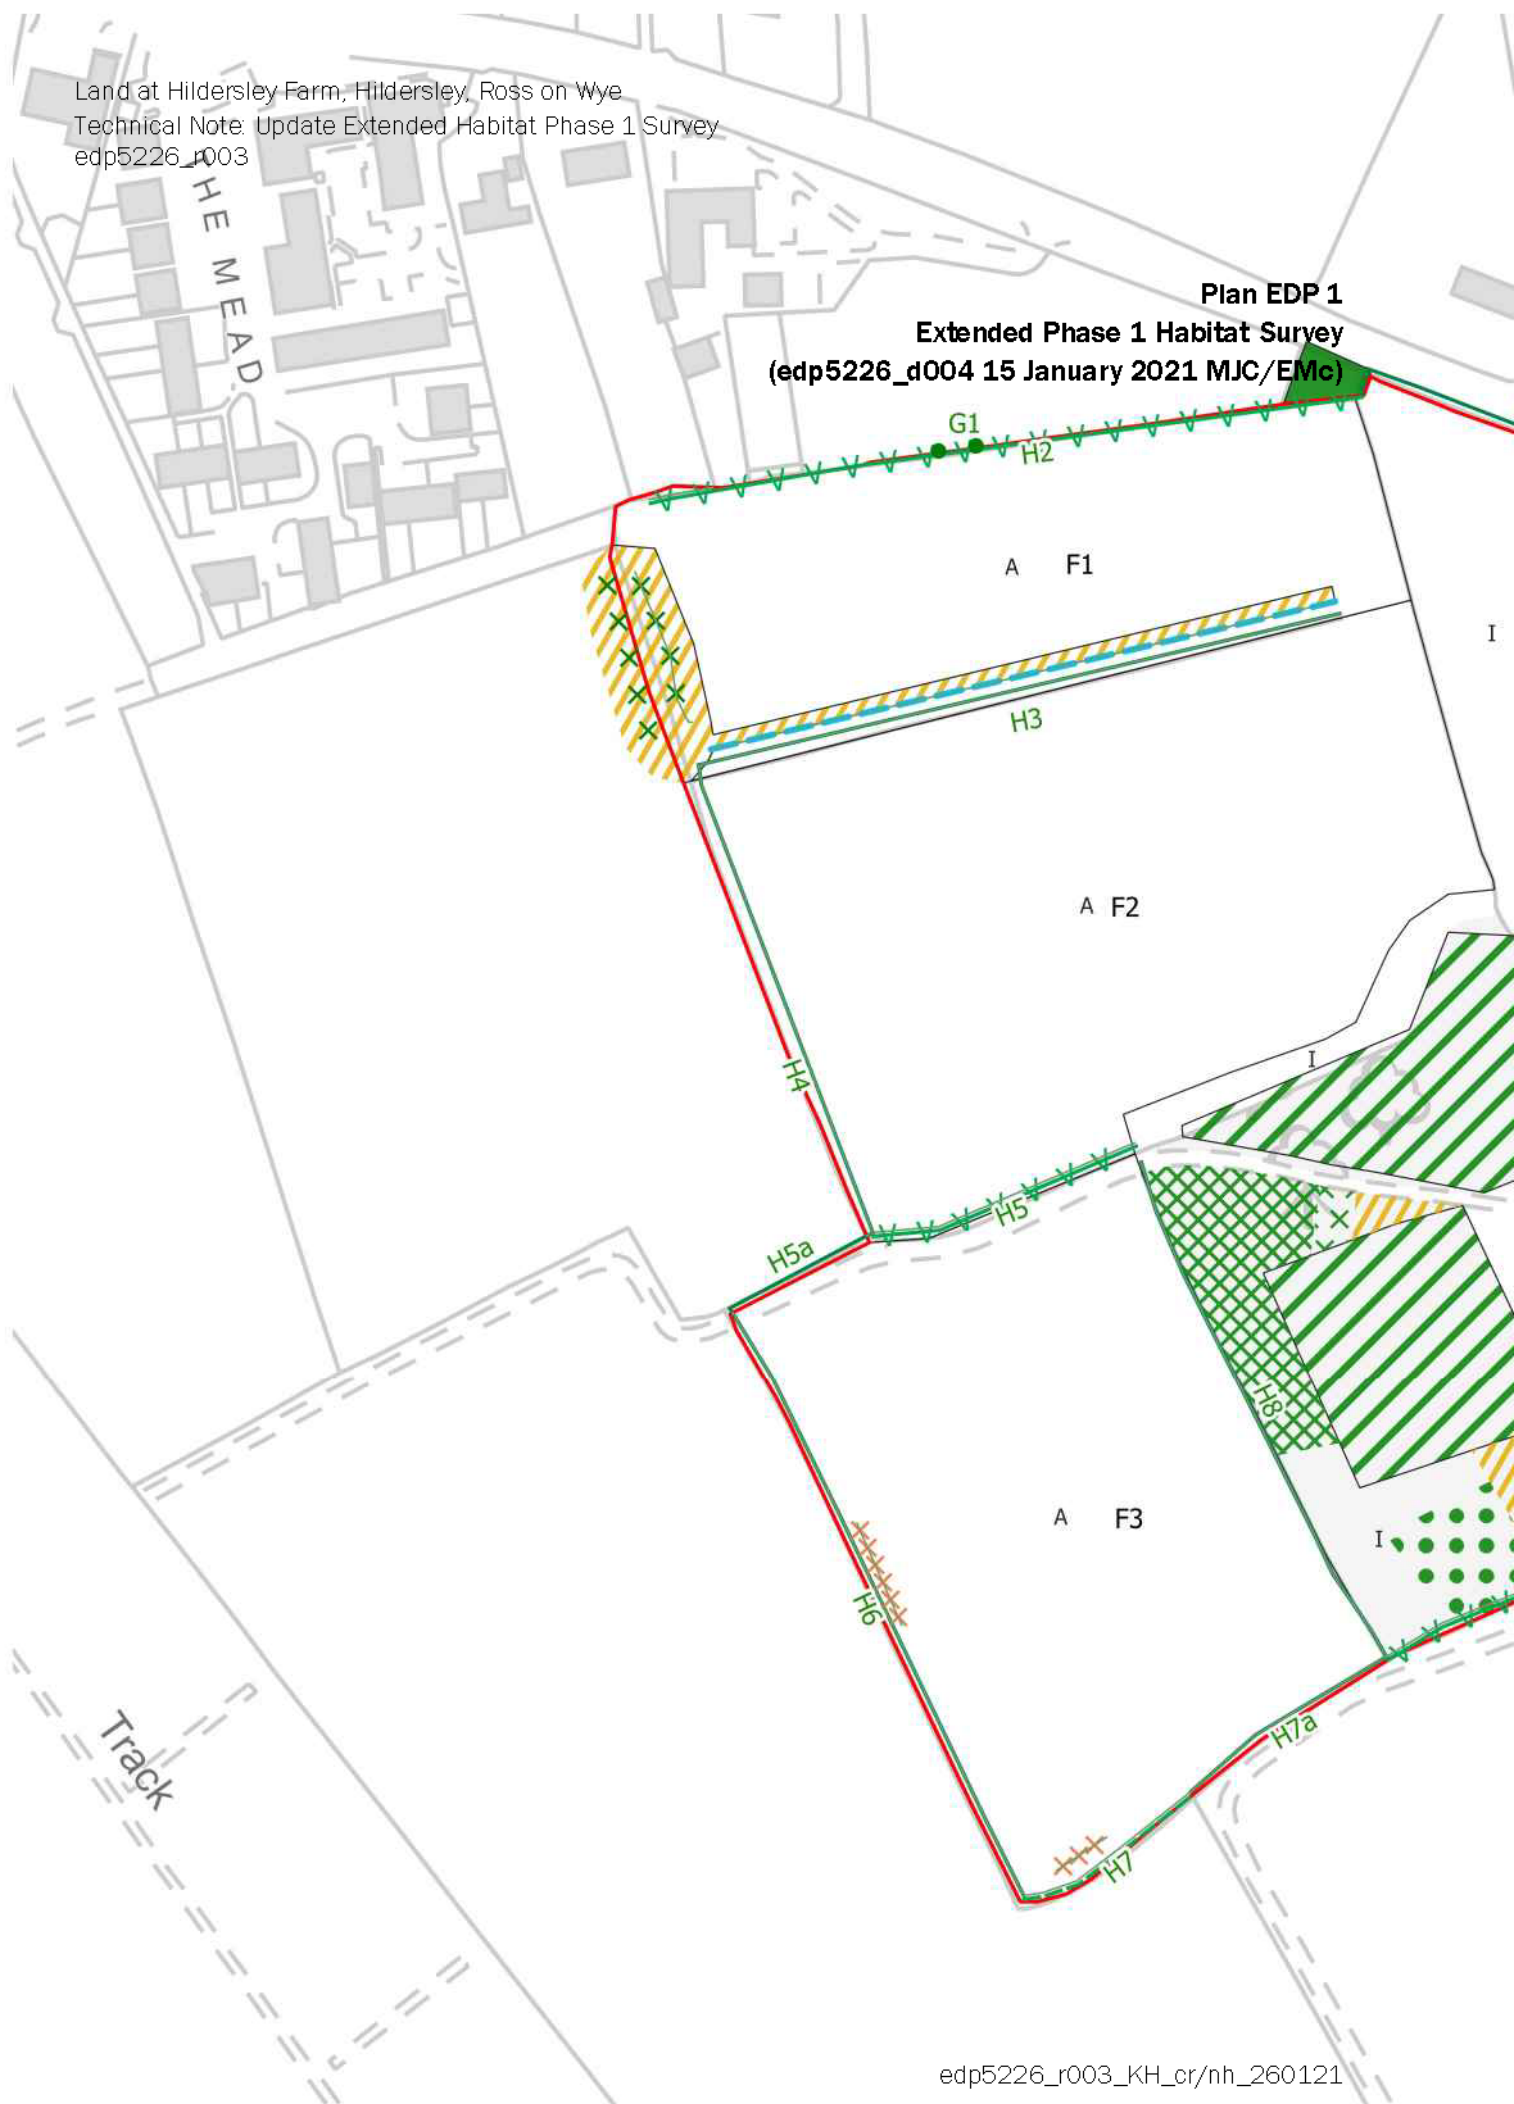 Land at Hildersley Farm, Hildersley, Ross on Wye
Technical Note: Update Extended Habitat Phase 1 Survey
edp5226_r003
THE MEAD
Plan EDP 1
Extended Phase 1 Habitat Survey
(edp5226_d004 15 January 2021 MJC/EMc)
G1
H2
A F1
I
H3
A F2
H4
I
H5
H5a
H8
A F3
I
H6
H7a
Track
H7
edp5226_r003_KH_cr/nh_260121